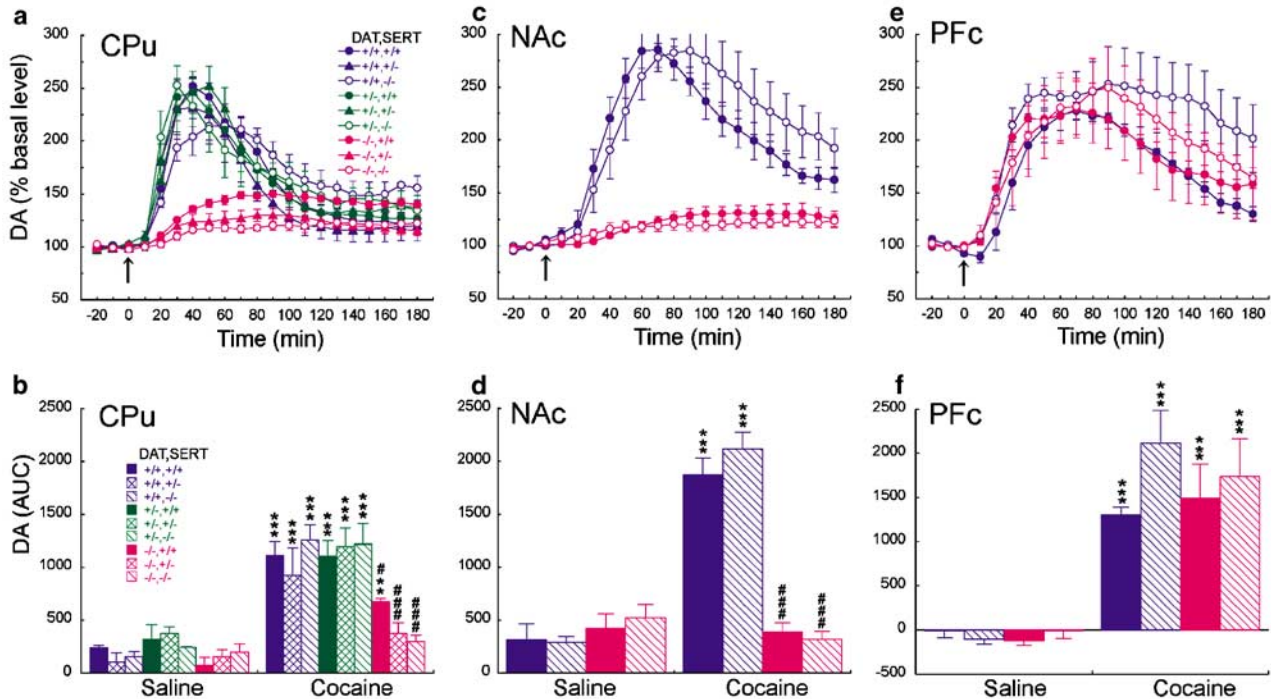 a
CPu
DA (% basal level)
300
250
200
150
100
50
-20 0 20 40 60 80 100 120 140 160 180
Time (min)
DAT,SERT
+/+,+/+
+/+,+/-
+/+,-/-
+/-,+/+
+/-,+/-
+/-,-/-
-/-,+/+
-/-,+/-
-/-,-/-
c
NAc
300
250
200
150
100
50
-20 0 20 40 60 80 100 120 140 160 180
Time (min)
e
PFc
300
250
200
150
100
50
-20 0 20 40 60 80 100 120 140 160 180
Time (min)
b
CPu
DA (AUC)
2500
2000
1500
1000
500
0
DAT,SERT
+/+,+/+
+/+,+/-
+/+,-/-
+/-,+/+
+/-,+/-
+/-,-/-
-/-,+/+
-/-,+/-
-/-,-/-
***
***
***
***
***
***
#**
###
###
Saline Cocaine
d
NAc
2500
2000
1500
1000
500
0
***
***
###
###
Saline Cocaine
f
PFc
2500
2000
1500
1000
500
0
-500
***
***
***
***
Saline Cocaine